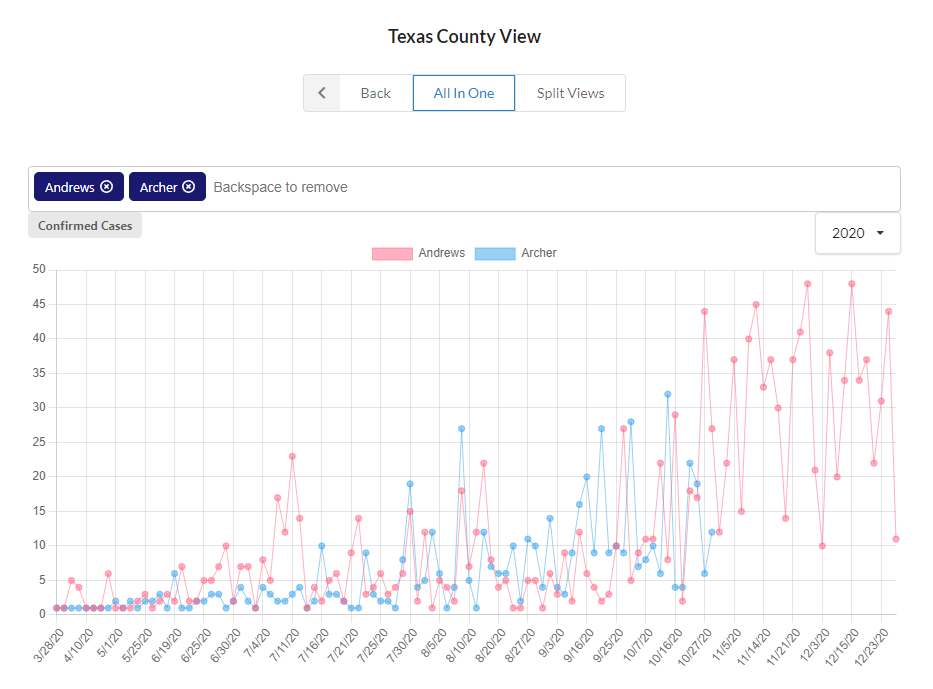 Texas County View
Back All In One Split Views
Andrews Archer Backspace to remove
Confirmed Cases
2020
Andrews Archer
50
45
40
35
30
25
20
15
10
5
0
3/28/20 4/10/20 5/1/20 5/25/20 6/19/20 6/25/20 6/30/20 7/4/20 7/11/20 7/16/20 7/21/20 7/25/20 7/30/20 8/5/20 8/10/20 8/20/20 8/27/20 9/3/20 9/16/20 9/25/20 10/7/20 10/16/20 10/27/20 11/5/20 11/14/20 11/21/20 12/3/20 12/15/20 12/23/20